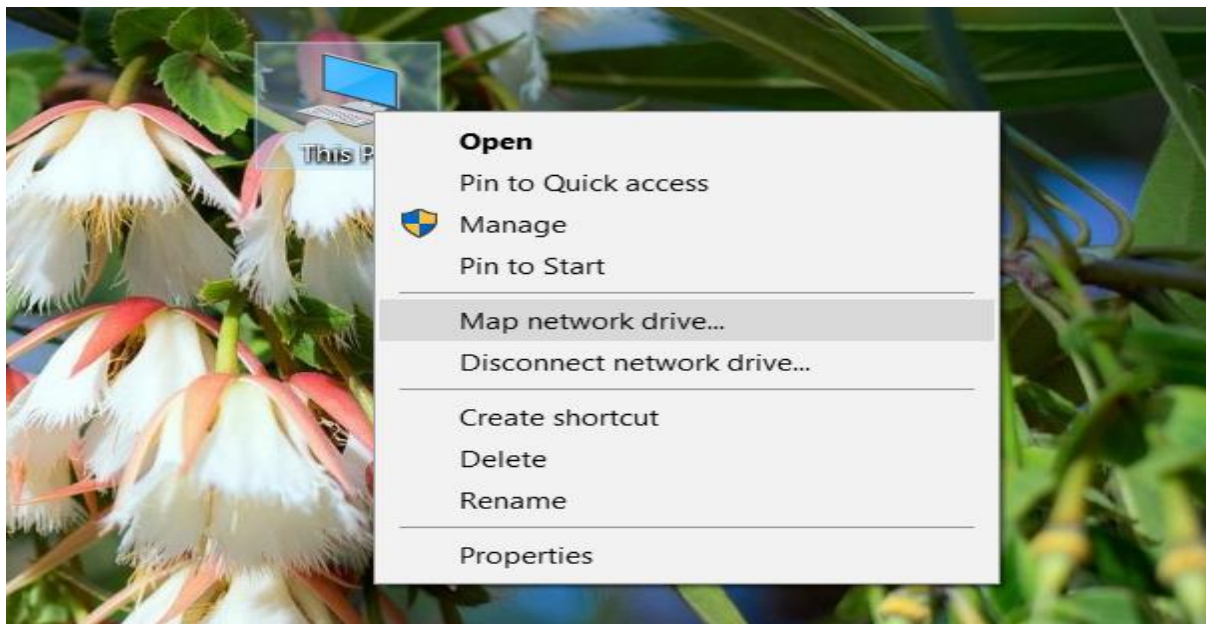 This P
Open
Pin to Quick access
Manage
Pin to Start
Map network drive...
Disconnect network drive...
Create shortcut
Delete
Rename
Properties